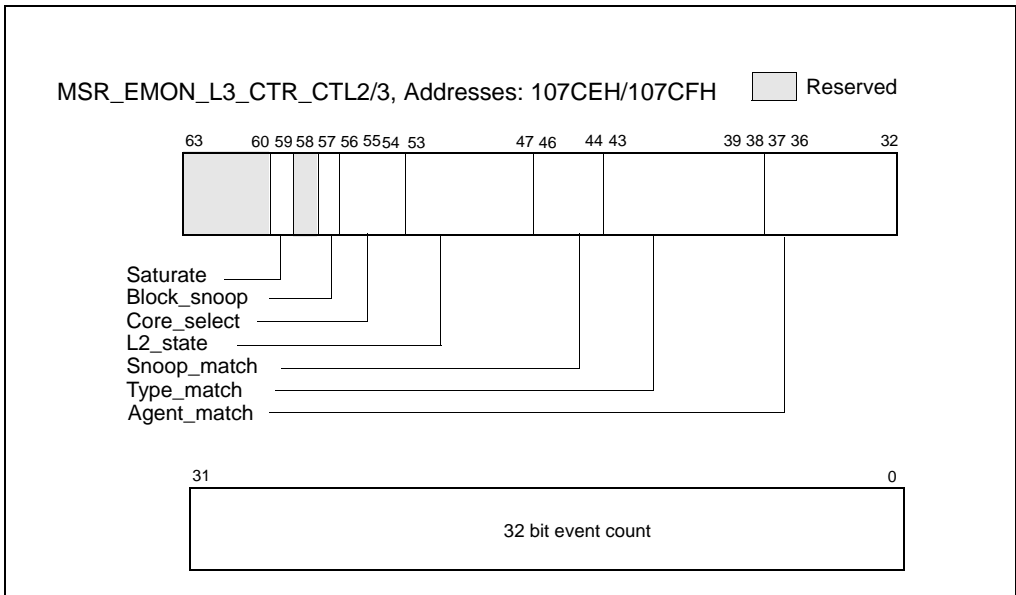 MSR_EMON_L3_CTR_CTL2/3, Addresses: 107CEH/107CFH Reserved
63 60 59 58 57 56 55 54 53 47 46 44 43 39 38 37 36 32
Saturate
Block_snoop
Core_select
L2_state
Snoop_match
Type_match
Agent_match
31 0
32 bit event count